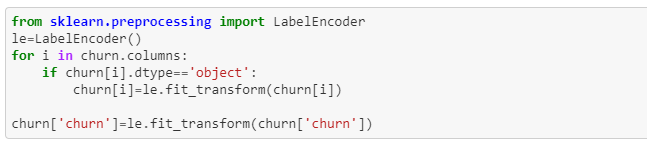 from sklearn.preprocessing import LabelEncoder
le=LabelEncoder()
for i in churn.columns:
    if churn[i].dtype=='object':
        churn[i]=le.fit_transform(churn[i])

churn['churn']=le.fit_transform(churn['churn'])